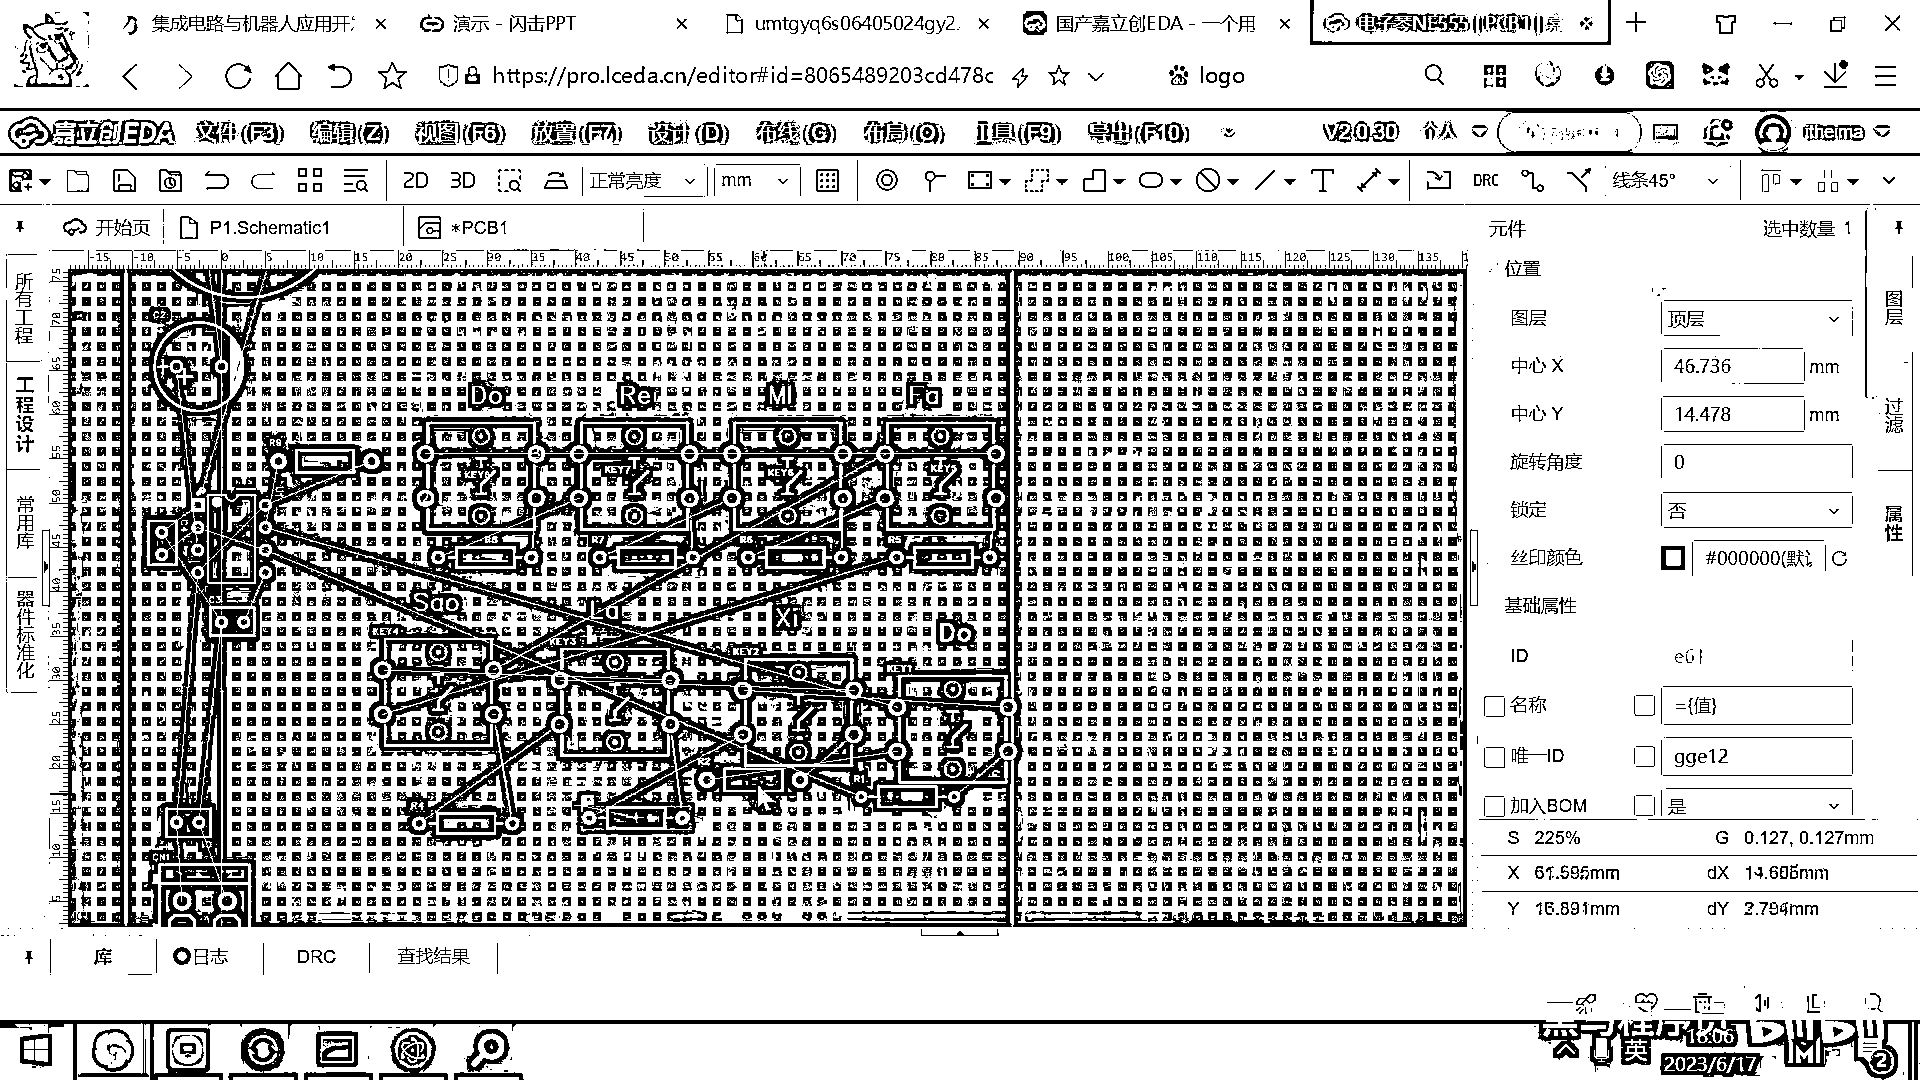 集成电路与机器人应用开发
演示 - 闪击PPT
umtgyq6s06405024gy2.
国产嘉立创EDA - 一个用
https://pro.lceda.cn/editor#id=8065489203cd478c
logo
嘉立创EDA
文件(F3)
编辑(Z)
视图(F6)
放置(F7)
设计(D)
布线(G)
布局(O)
工具(F9)
导出(F10)
V2.0.30
个人
itheima
2D
3D
正常亮度
mm
DRC
线条45°
开始页
P1.Schematic1
*PCB1
元件
选中数量 1
所有工程
工程设计
常用库
器件标准化
Do
Re
MI
Fa
Soo
La
Xi
Do
位置
图层
顶层
中心 X
46.736
mm
中心 Y
14.478
mm
旋转角度
0
锁定
否
丝印颜色
#000000(默认
基础属性
ID
e61
名称
={值}
唯一ID
gge12
加入BOM
是
图层
过滤
属性
S 225%
G 0.127, 0.127mm
X 61.595mm
dX 14.605mm
Y 16.891mm
dY 2.794mm
库
日志
DRC
查找结果
英
16:06
2023/6/17
2